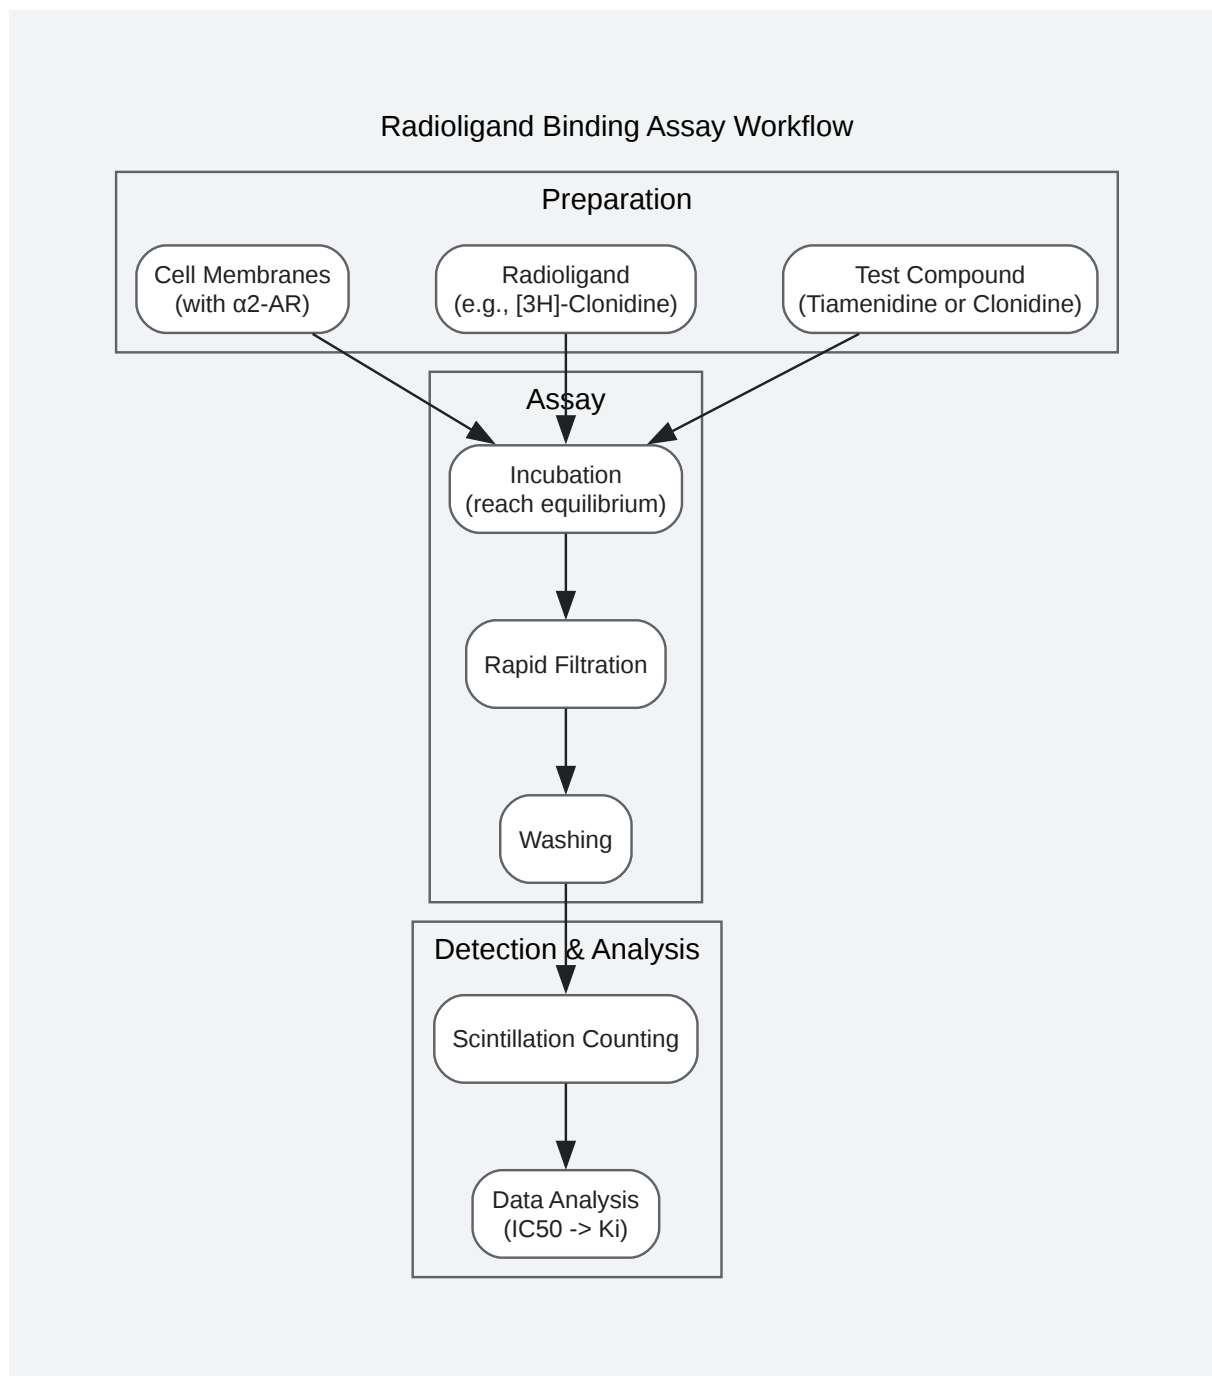 Radioligand Binding Assay Workflow
Preparation
Cell Membranes
(with α2-AR)
Radioligand
(e.g., [3H]-Clonidine)
Test Compound
(Tiamenidine or Clonidine)
Assay
Incubation
(reach equilibrium)
Rapid Filtration
Washing
Detection & Analysis
Scintillation Counting
Data Analysis
(IC50 -> Ki)